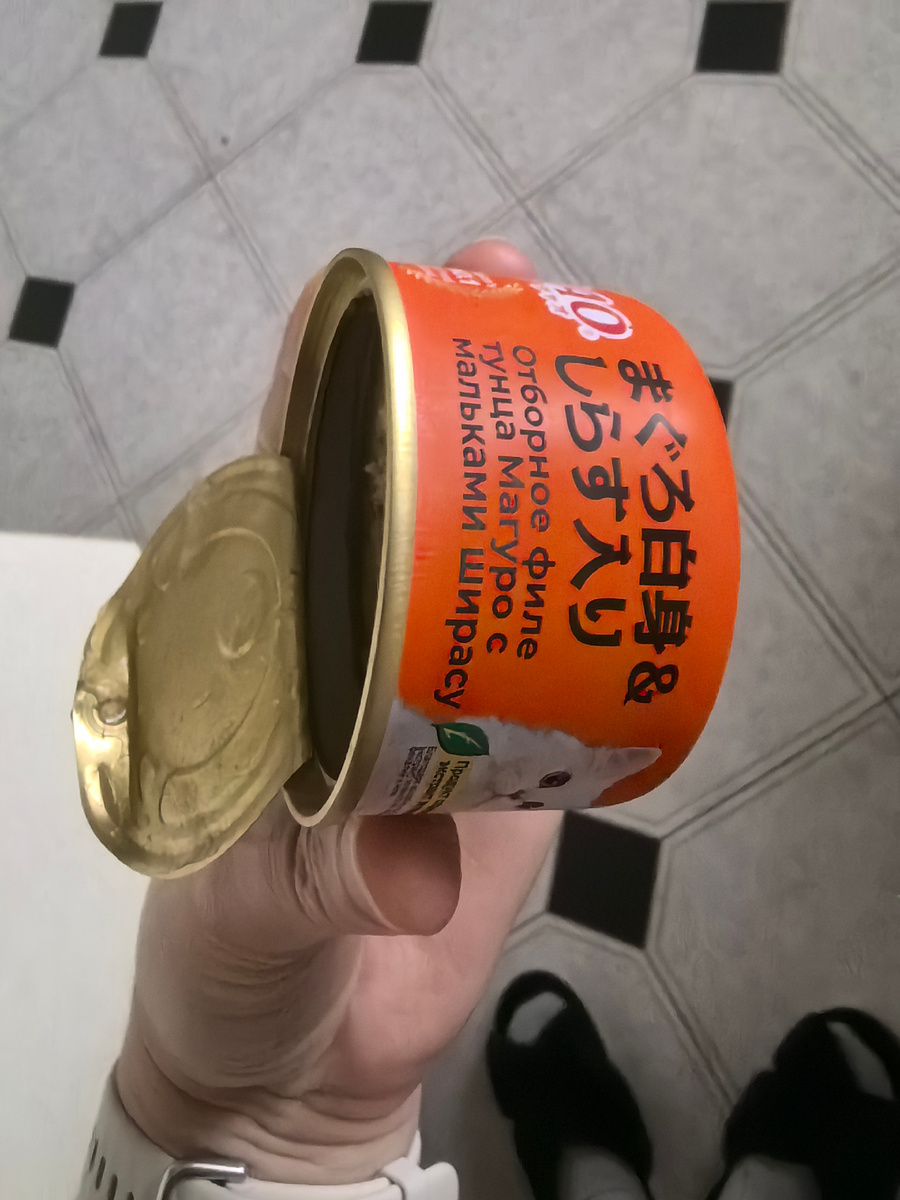 まぐろ白身&
しらす入り
Отборное филе
тунца Магуро с
мальками ширасу